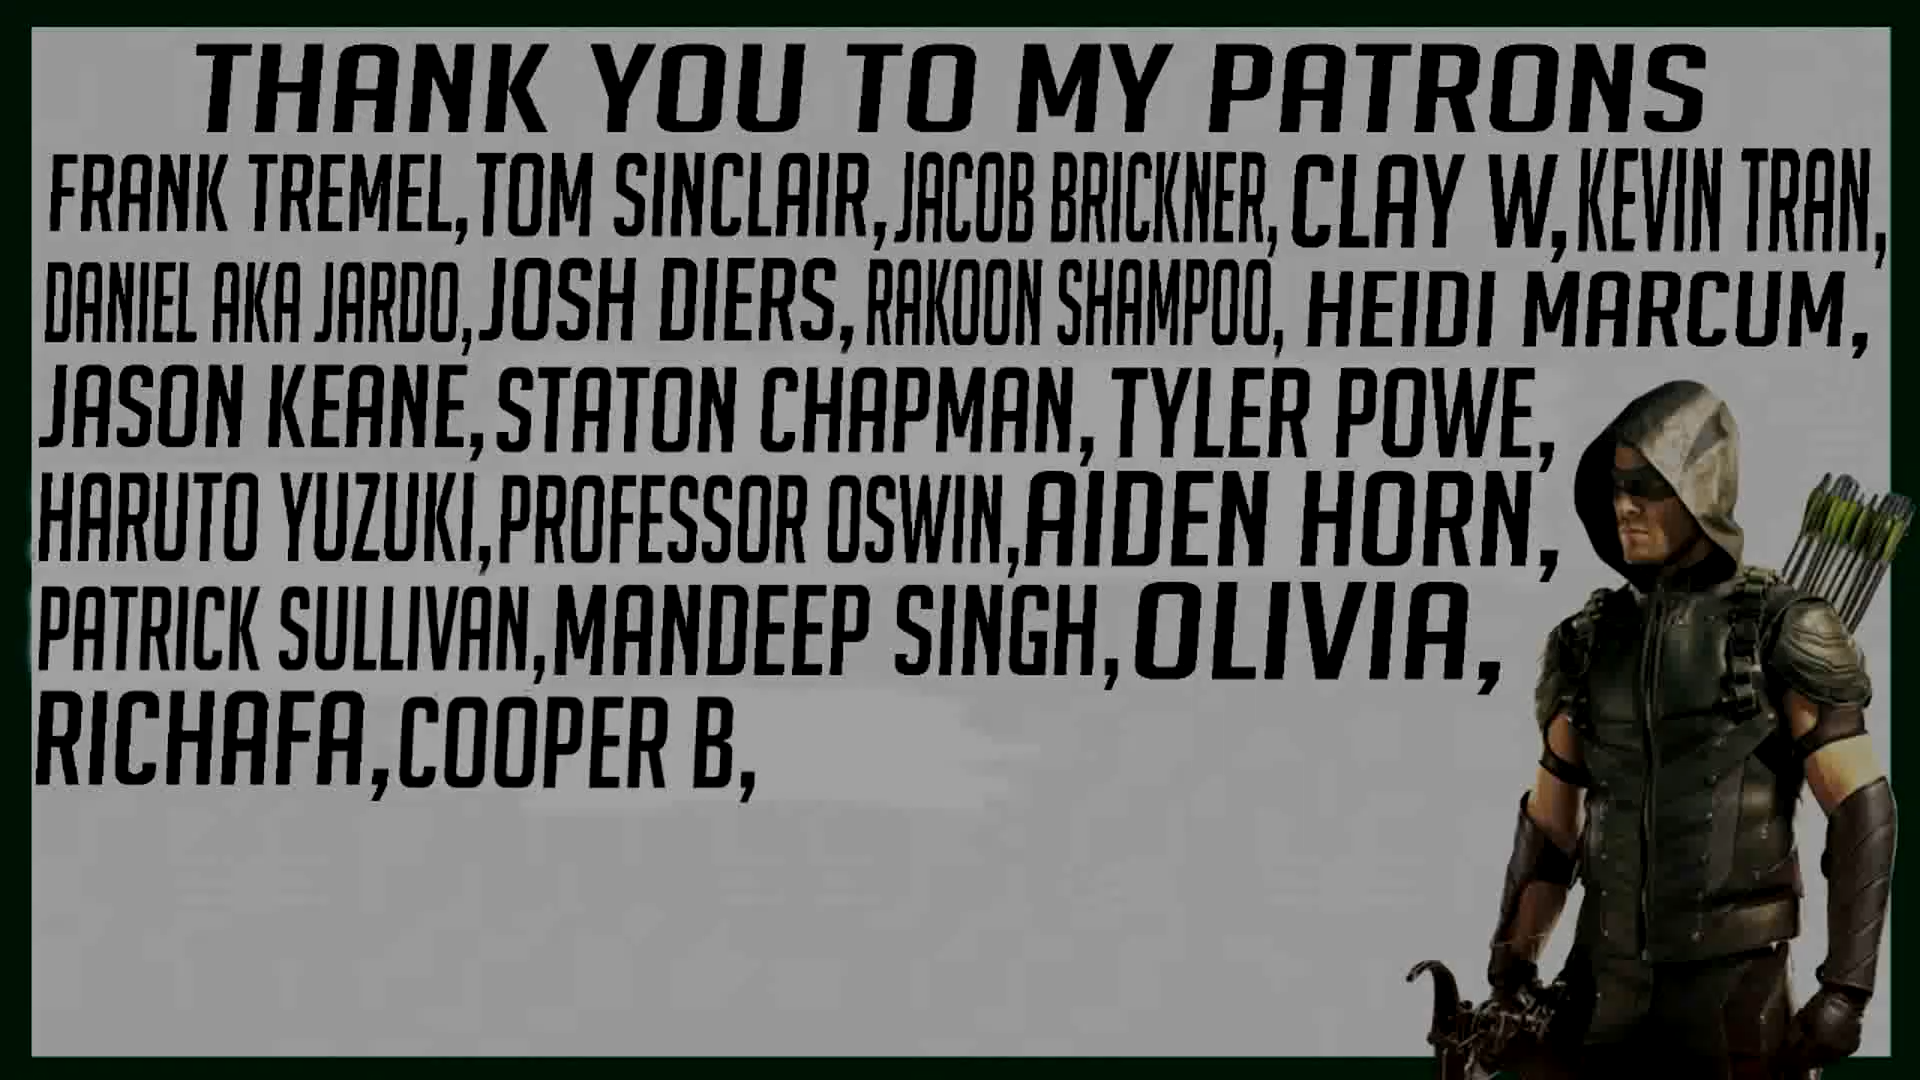 THANK YOU TO MY PATRONS
FRANK TREMEL, TOM SINCLAIR, JACOB BRICKNER, CLAY W, KEVIN TRAN,
DANIEL AKA JARDO, JOSH DIERS, RAKOON SHAMPOO, HEIDI MARCUM,
JASON KEANE, STATON CHAPMAN, TYLER POWE,
HARUTO YUZUKI, PROFESSOR OSWIN, AIDEN HORN,
PATRICK SULLIVAN, MANDEEP SINGH, OLIVIA,
RICHAFA, COOPER B,